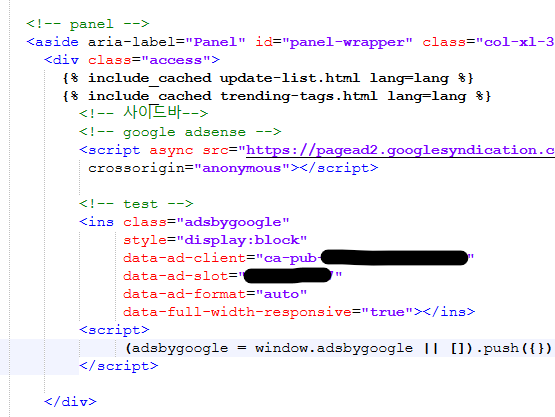 <!-- panel -->
<aside aria-label="Panel" id="panel-wrapper" class="col-xl-3
<div class="access">
{% include_cached update-list.html lang=lang %}
{% include_cached trending-tags.html lang=lang %}
<!-- 사이드바-->
<!-- google adsense -->
<script async src="https://pagead2.googlesyndication.c
crossorigin="anonymous"></script>
<!-- test -->
<ins class="adsbygoogle"
style="display:block"
data-ad-client="ca-pub-"
data-ad-slot=""
data-ad-format="auto"
data-full-width-responsive="true"></ins>
<script>
(adsbygoogle = window.adsbygoogle || []).push({})
</script>
</div>